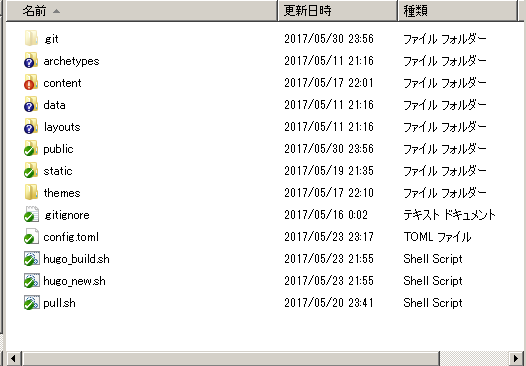 名前 更新日時 種類
.git 2017/05/30 23:56 ファイル フォルダー
archetypes 2017/05/11 21:16 ファイル フォルダー
content 2017/05/17 22:01 ファイル フォルダー
data 2017/05/11 21:16 ファイル フォルダー
layouts 2017/05/11 21:16 ファイル フォルダー
public 2017/05/30 23:56 ファイル フォルダー
static 2017/05/19 21:35 ファイル フォルダー
themes 2017/05/17 22:10 ファイル フォルダー
.gitignore 2017/05/16 0:02 テキスト ドキュメント
config.toml 2017/05/23 23:17 TOML ファイル
hugo_build.sh 2017/05/23 21:55 Shell Script
hugo_new.sh 2017/05/23 21:55 Shell Script
pull.sh 2017/05/20 23:41 Shell Script